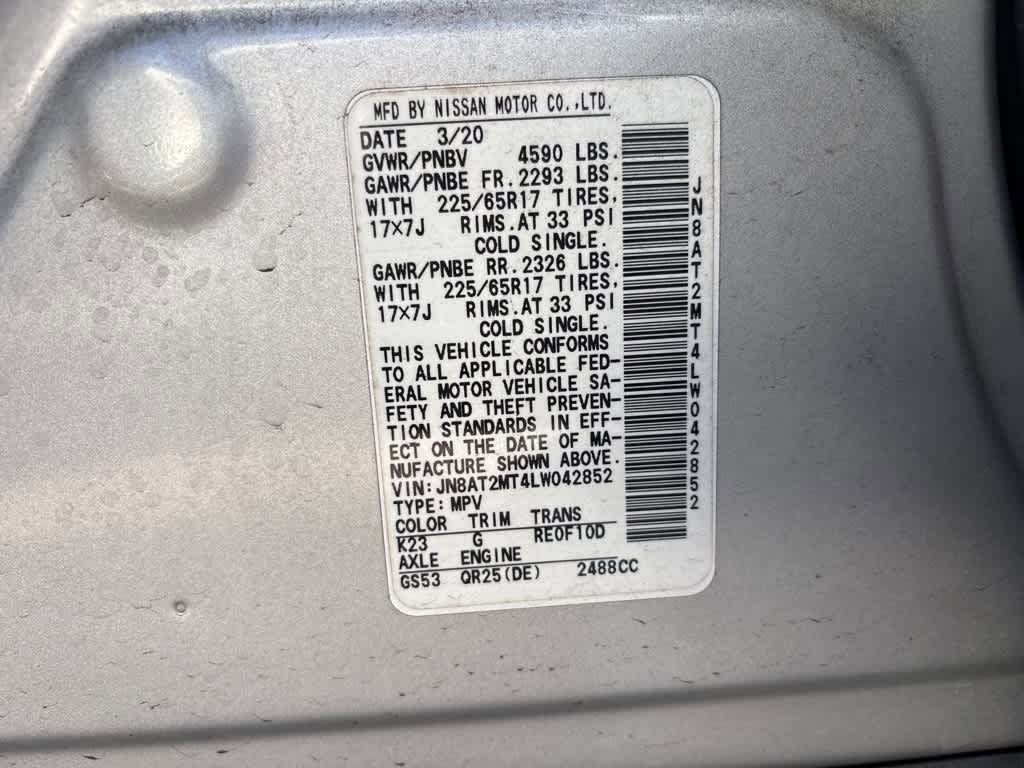 MFD BY NISSAN MOTOR CO.,LTD.
DATE 3/20
GVWR/PNBV 4590 LBS.
GAWR/PNBE FR. 2293 LBS.
WITH 225/65R17 TIRES,
17×7J RIMS.AT 33 PSI
COLD SINGLE.
GAWR/PNBE RR. 2326 LBS.
WITH 225/65R17 TIRES,
17×7J RIMS.AT 33 PSI
COLD SINGLE.
THIS VEHICLE CONFORMS
TO ALL APPLICABLE FED-
ERAL MOTOR VEHICLE SA-
FETY AND THEFT PREVEN-
TION STANDARDS IN EFF-
ECT ON THE DATE OF MA-
NUFACTURE SHOWN ABOVE.
VIN: JN8AT2MT4LW042852
TYPE: MPV
COLOR TRIM TRANS
K23 G RE0F10D
AXLE ENGINE
GS53 QR25(DE) 2488CC
JN8AT2MT4LW042852